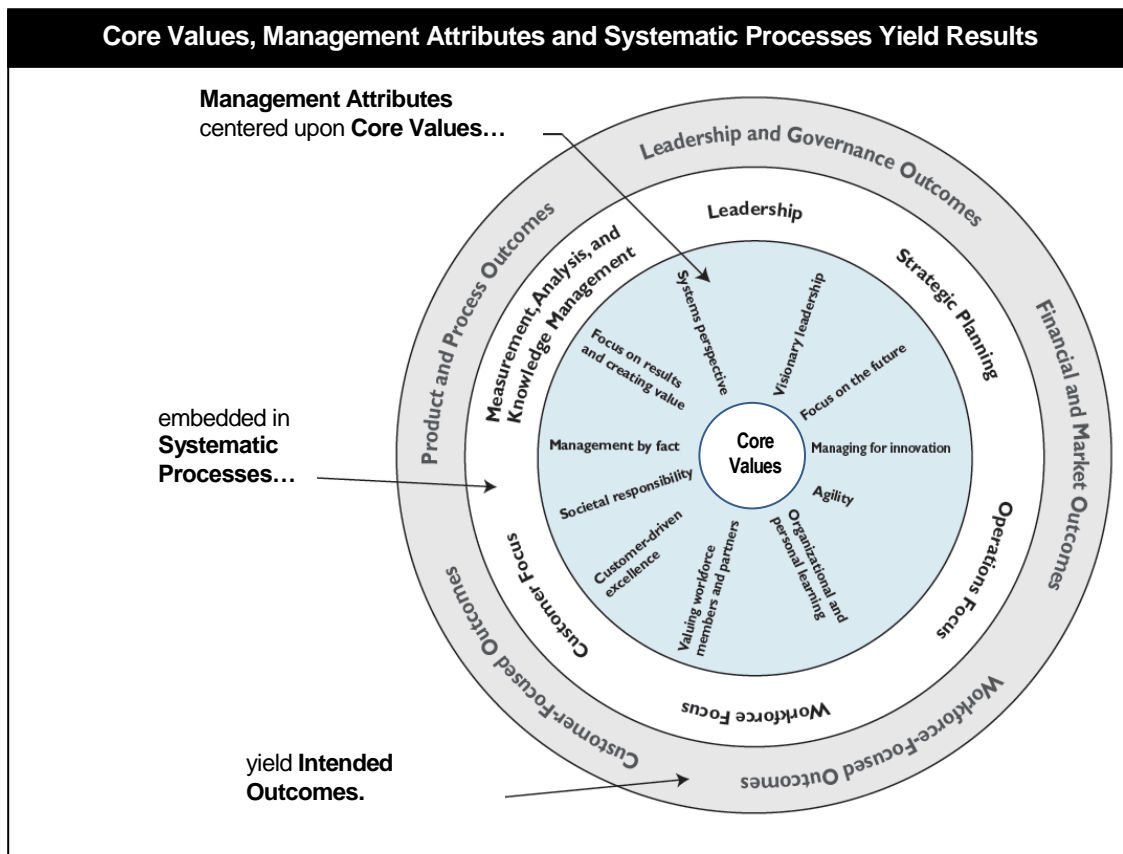 Core Values, Management Attributes and Systematic Processes Yield Results
Management Attributes
centered upon Core Values…
embedded in
Systematic
Processes…
yield Intended
Outcomes.
Leadership and Governance Outcomes
Financial and Market Outcomes
Workforce-Focused Outcomes
Customer-Focused Outcomes
Product and Process Outcomes
Leadership
Strategic Planning
Operations Focus
Workforce Focus
Customer Focus
Measurement, Analysis, and
Knowledge Management
Systems perspective
Visionary leadership
Focus on the future
Managing for innovation
Agility
Organizational and
personal learning
Valuing workforce
members and partners
Customer-driven
excellence
Societal responsibility
Management by fact
Focus on results
and creating value
Core
Values